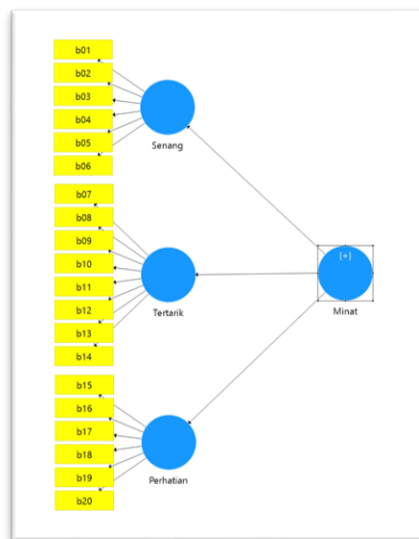 b01
b02
b03
b04
b05
b06
Senang
b07
b08
b09
b10
b11
b12
b13
b14
Tertarik
[+]
Minat
b15
b16
b17
b18
b19
b20
Perhatian